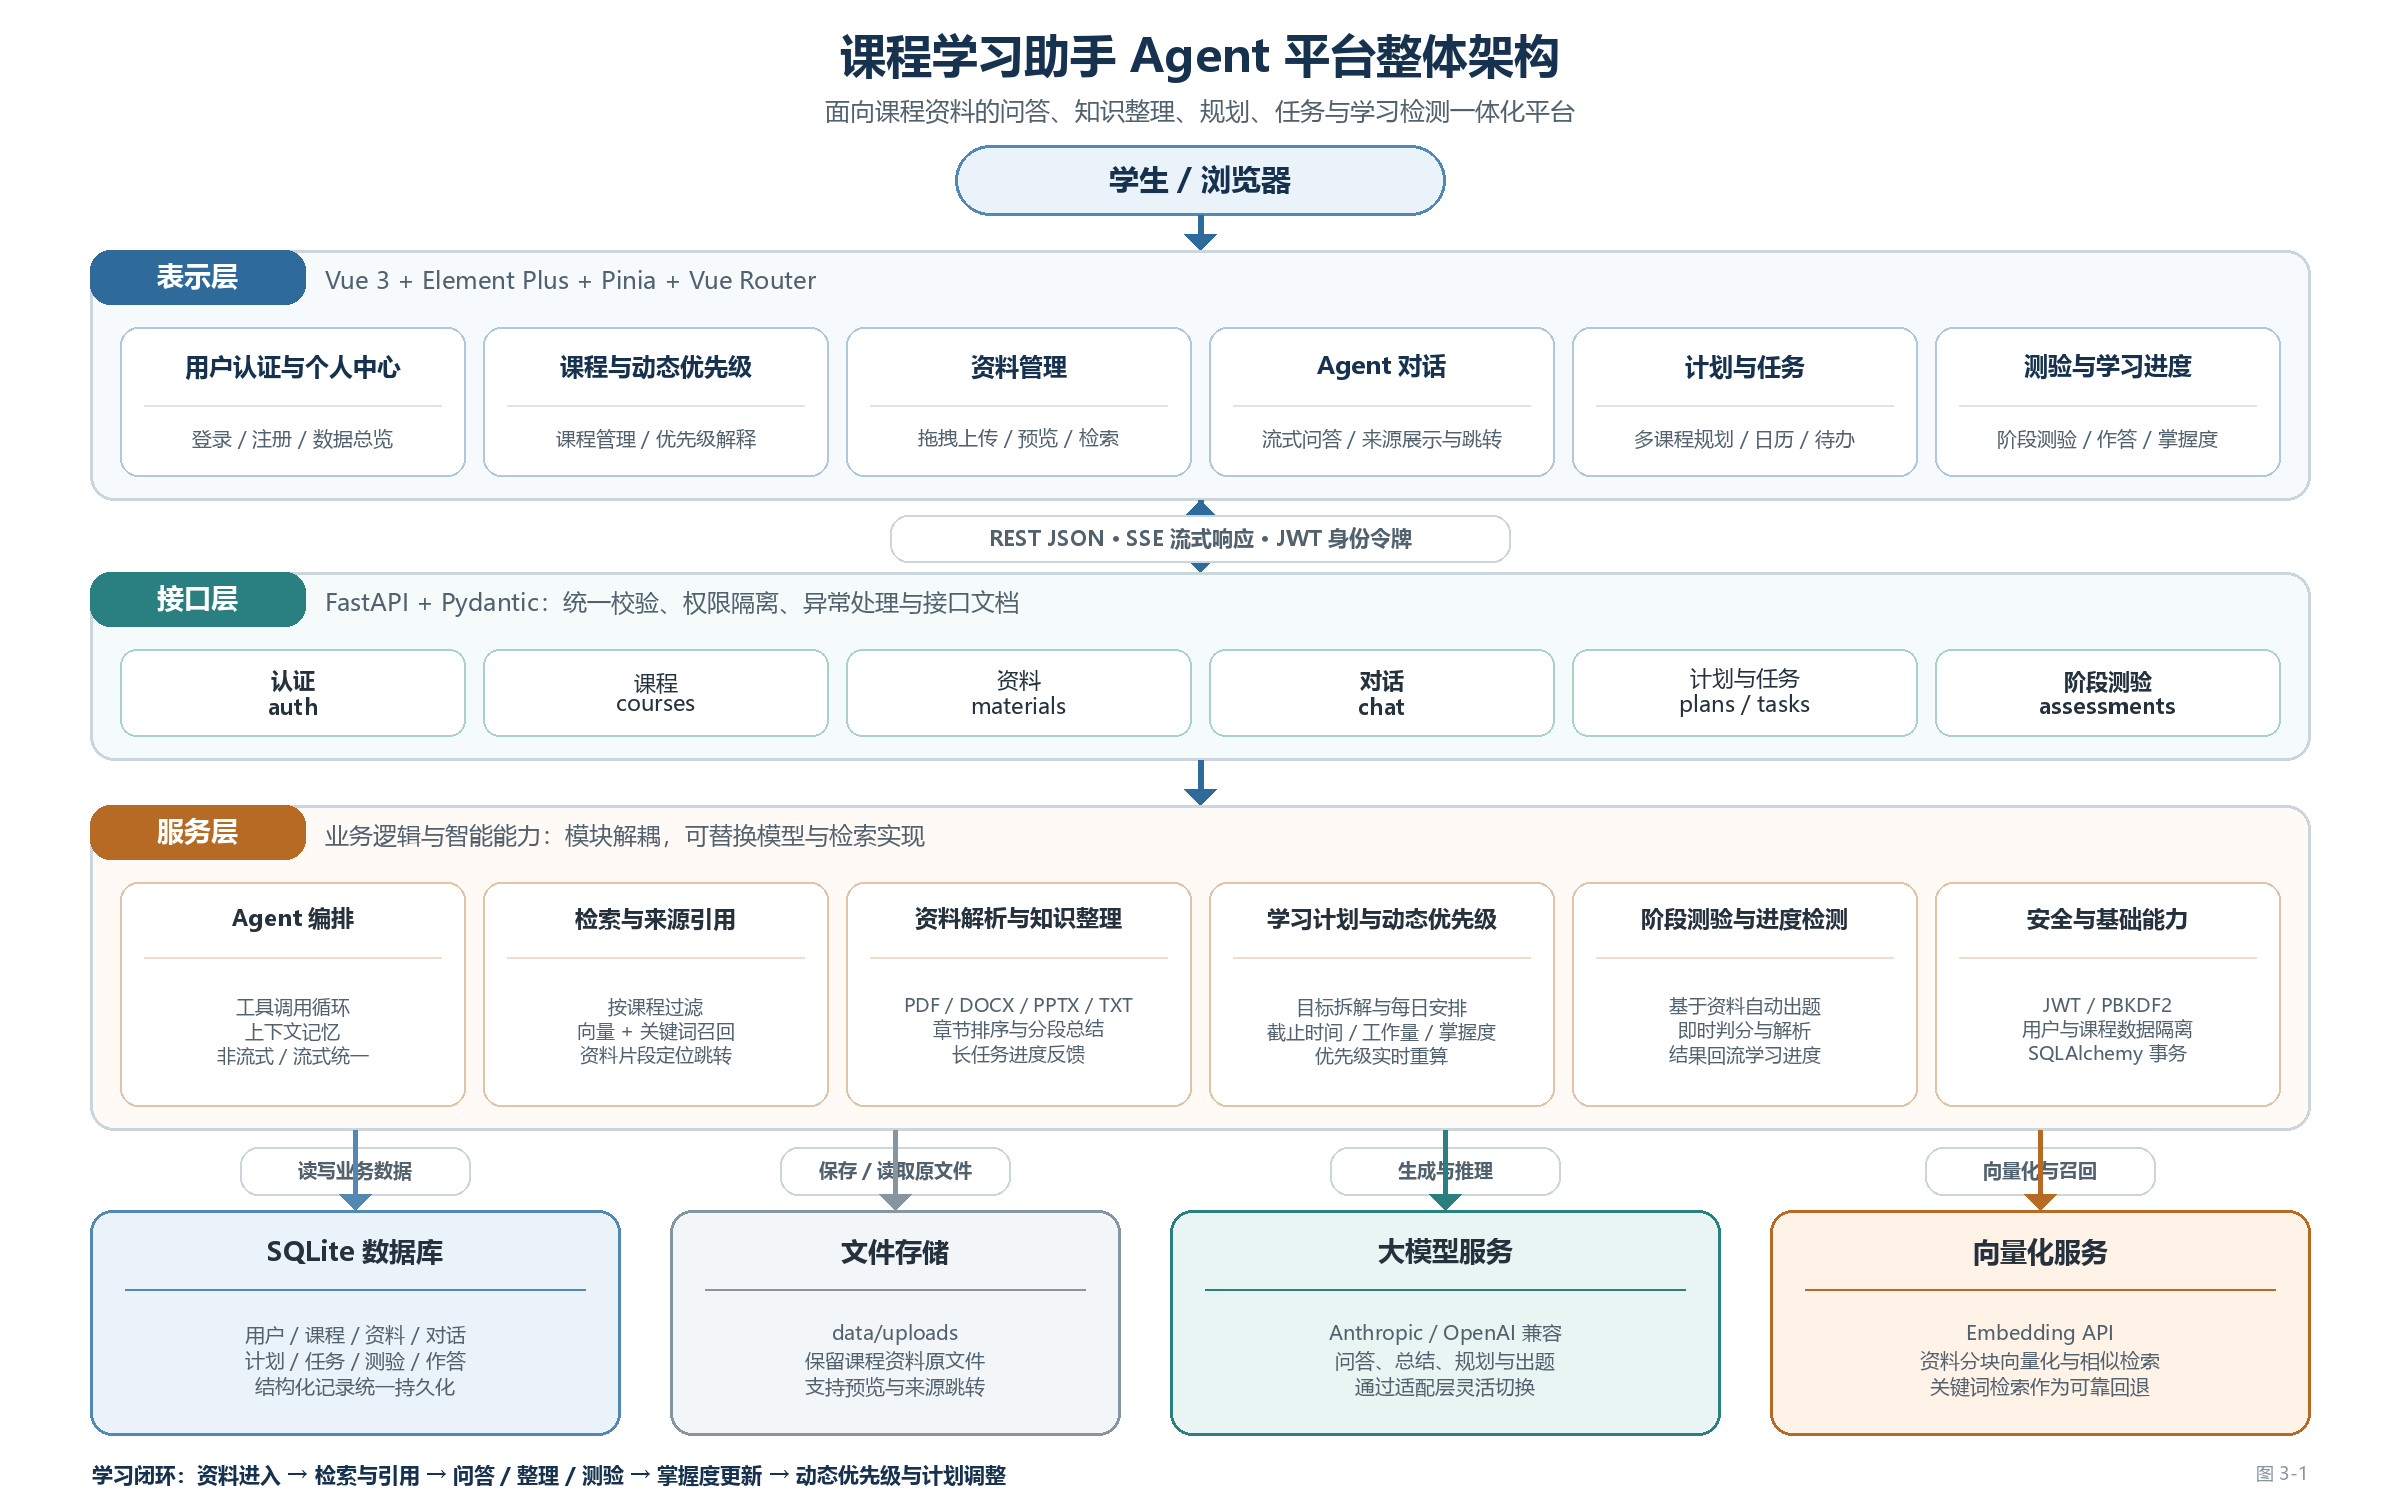 课程学习助手 Agent 平台整体架构
面向课程资料的问答、知识整理、规划、任务与学习检测一体化平台
学生 / 浏览器
表示层
Vue 3 + Element Plus + Pinia + Vue Router
用户认证与个人中心
登录 / 注册 / 数据总览
课程与动态优先级
课程管理 / 优先级解释
资料管理
拖拽上传 / 预览 / 检索
Agent 对话
流式问答 / 来源展示与跳转
计划与任务
多课程规划 / 日历 / 待办
测验与学习进度
阶段测验 / 作答 / 掌握度
REST JSON • SSE 流式响应 • JWT 身份令牌
接口层
FastAPI + Pydantic：统一校验、权限隔离、异常处理与接口文档
认证
auth
课程
courses
资料
materials
对话
chat
计划与任务
plans / tasks
阶段测验
assessments
服务层
业务逻辑与智能能力：模块解耦，可替换模型与检索实现
Agent 编排
工具调用循环
上下文记忆
非流式 / 流式统一
检索与来源引用
按课程过滤
向量 + 关键词召回
资料片段定位跳转
资料解析与知识整理
PDF / DOCX / PPTX / TXT
章节排序与分段总结
长任务进度反馈
学习计划与动态优先级
目标拆解与每日安排
截止时间 / 工作量 / 掌握度
优先级实时重算
阶段测验与进度检测
基于资料自动出题
即时判分与解析
结果回流学习进度
安全与基础能力
JWT / PBKDF2
用户与课程数据隔离
SQLAlchemy 事务
读写业务数据
保存 / 读取原文件
生成与推理
向量化与召回
SQLite 数据库
用户 / 课程 / 资料 / 对话
计划 / 任务 / 测验 / 作答
结构化记录统一持久化
文件存储
data/uploads
保留课程资料原文件
支持预览与来源跳转
大模型服务
Anthropic / OpenAI 兼容
问答、总结、规划与出题
通过适配层灵活切换
向量化服务
Embedding API
资料分块向量化与相似检索
关键词检索作为可靠回退
学习闭环：资料进入 → 检索与引用 → 问答 / 整理 / 测验 → 掌握度更新 → 动态优先级与计划调整
图 3-1